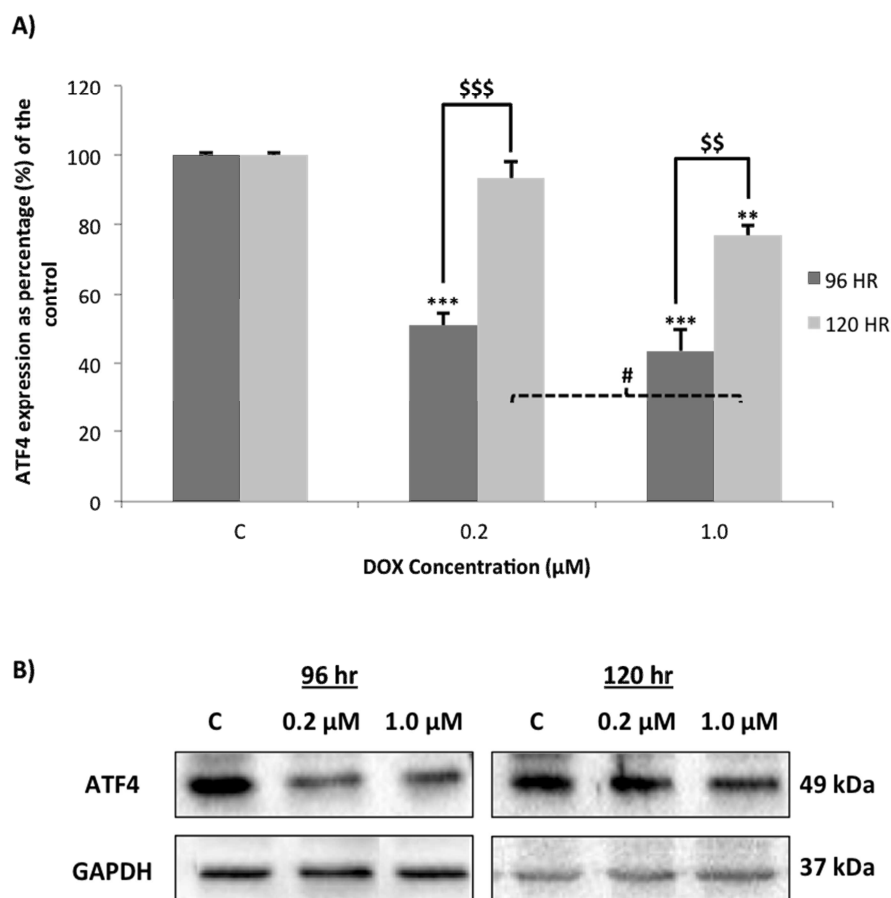 A)
ATF4 expression as percentage (%) of the
control
120
100
80
60
40
20
0
$$$
$$
***
***
**
#
C
0.2
1.0
DOX Concentration (µM)
96 HR
120 HR
B)
96 hr
120 hr
C 0.2 µM 1.0 µM
C 0.2 µM 1.0 µM
ATF4
49 kDa
GAPDH
37 kDa